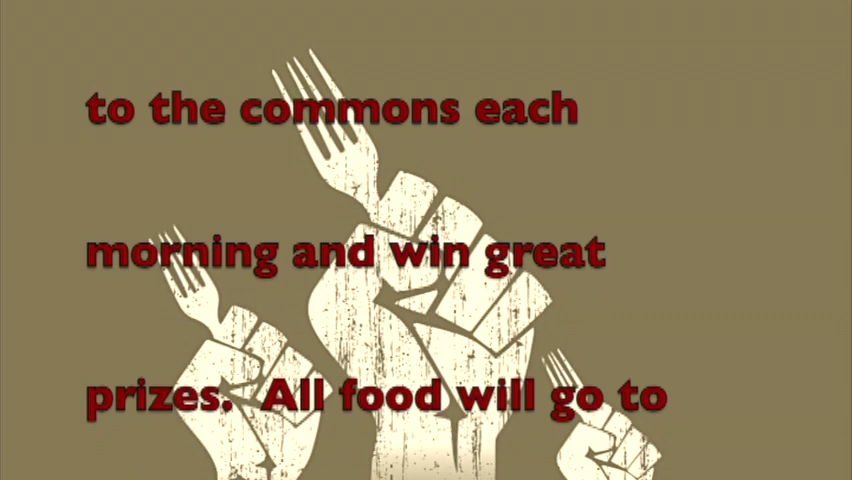 to the commons each
morning and win great
prizes. All food will go to